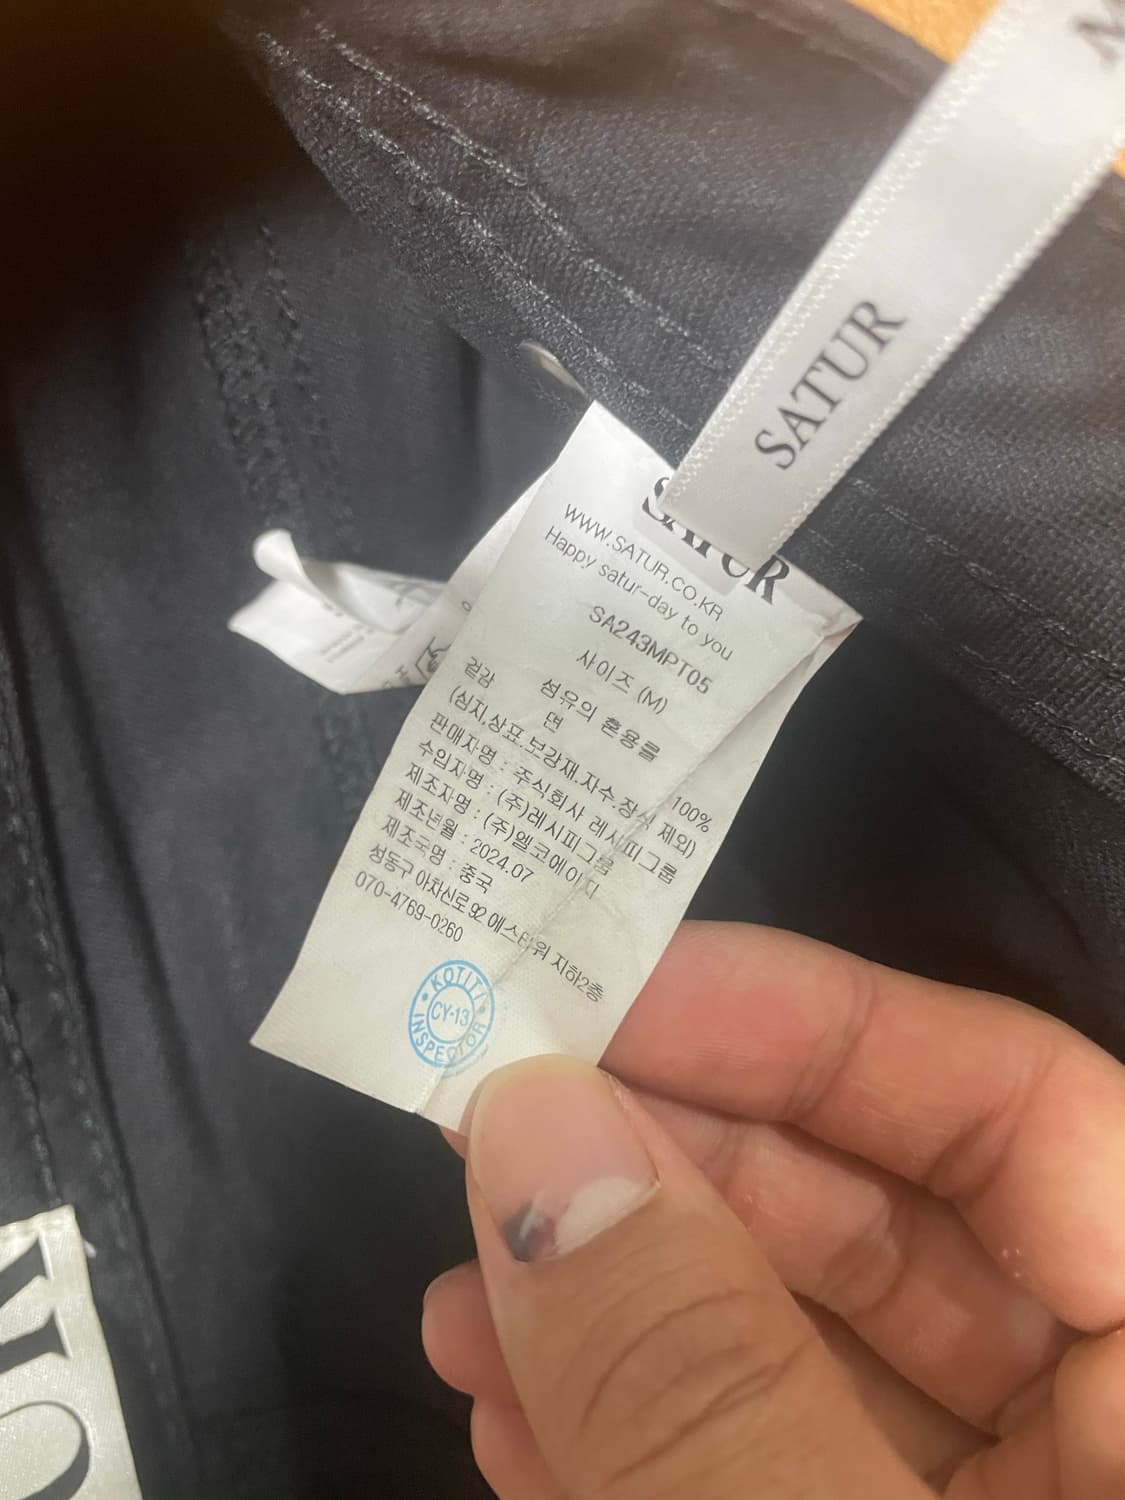 SATUR
SATUR
WWW.SATUR.CO.KR
Happy satur-day to you
SA243MPT05
사이즈 (M)
섬유의 혼용률
겉감 면 100%
(심지,상표.보강재.자수.장식 제외)
판매자명 : 주식회사 레시피그룹
수입자명 : (주)레시피그룹
제조자명 : (주)엘코에이지
제조년월 : 2024.07
제조국명 : 중국
성동구 아차산로 92 에스타워 지하2층
070-4769-0260
KOTITI
CY-13
INSPECTOR